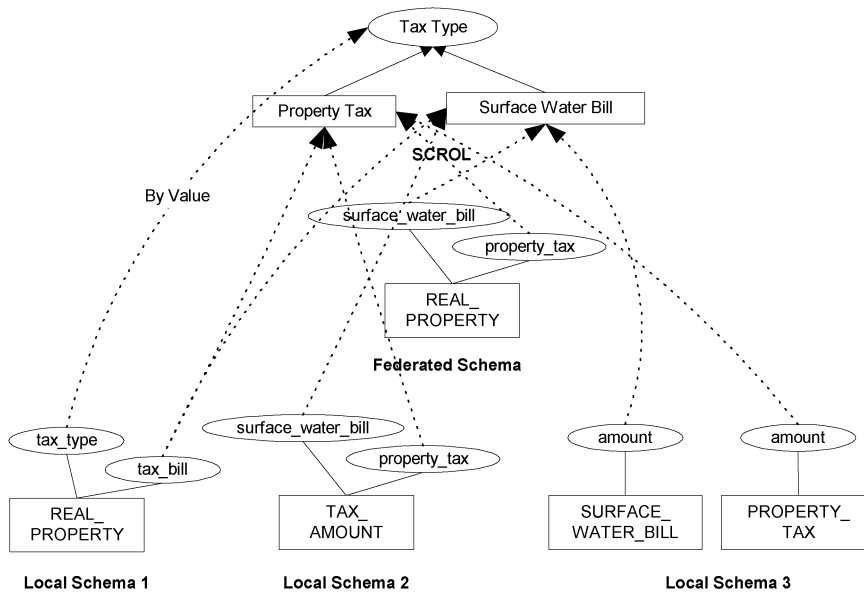 Tax Type
Property Tax
Surface Water Bill
SCROL
By Value
surface_water_bill
property_tax
REAL_
PROPERTY
Federated Schema
tax_type
tax_bill
REAL_
PROPERTY
Local Schema 1
surface_water_bill
property_tax
TAX_
AMOUNT
Local Schema 2
amount
amount
SURFACE_
WATER_BILL
PROPERTY_
TAX
Local Schema 3